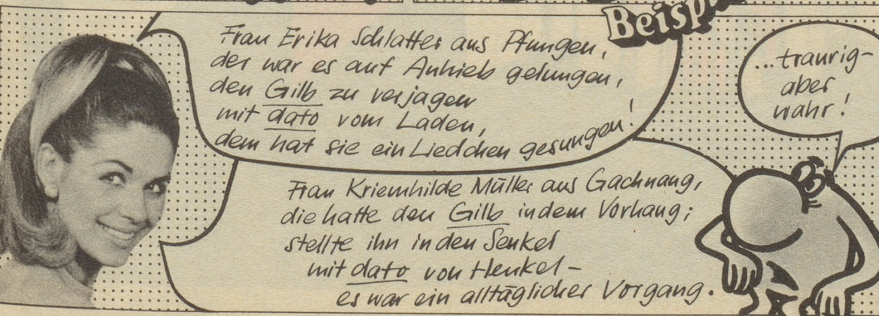 Frau Erika Schlatter aus Pfungen,
der war es auf Anhieb gelungen,
den Gilb zu verjagen
mit dato vom Laden,
dem hat sie ein Liedchen gesungen!
Frau Kriemhilde Müller aus Gachnang,
die hatte den Gilb in dem Vorhang;
stellte ihn in den Senkel
mit dato von Henkel –
es war ein alltäglicher Vorgang.
...traurig-
aber
wahr!